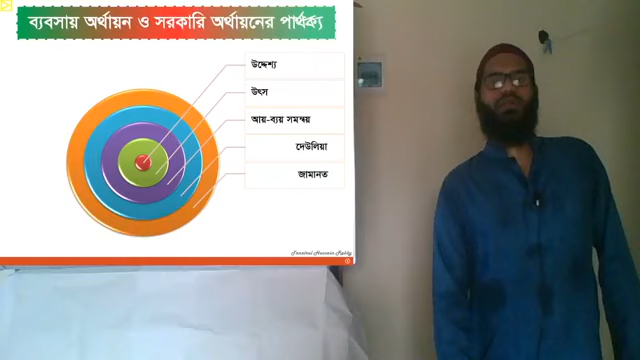 ব্যবসায় অর্থায়ন ও সরকারি অর্থায়নের পার্থক্য
উদ্দেশ্য
উৎস
আয়-ব্যয় সমন্বয়
দেউলিয়া
জামানত